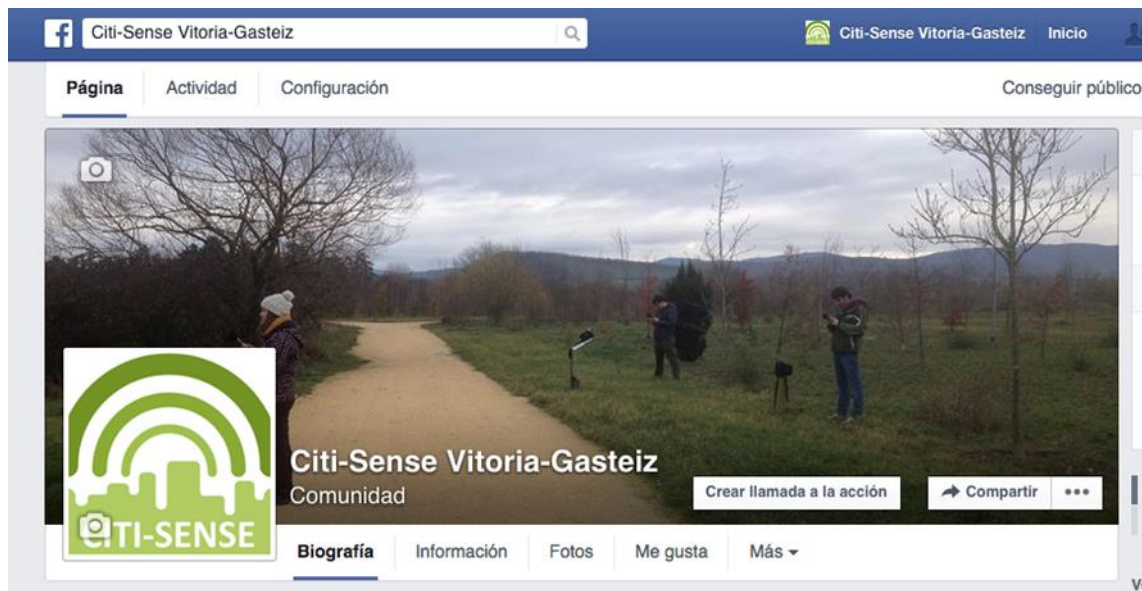 f Citi-Sense Vitoria-Gasteiz Citi-Sense Vitoria-Gasteiz Inicio
Página Actividad Configuración Conseguir público
Citi-Sense Vitoria-Gasteiz
Comunidad
Crear llamada a la acción Compartir
CITI-SENSE
Biografía Información Fotos Me gusta Más